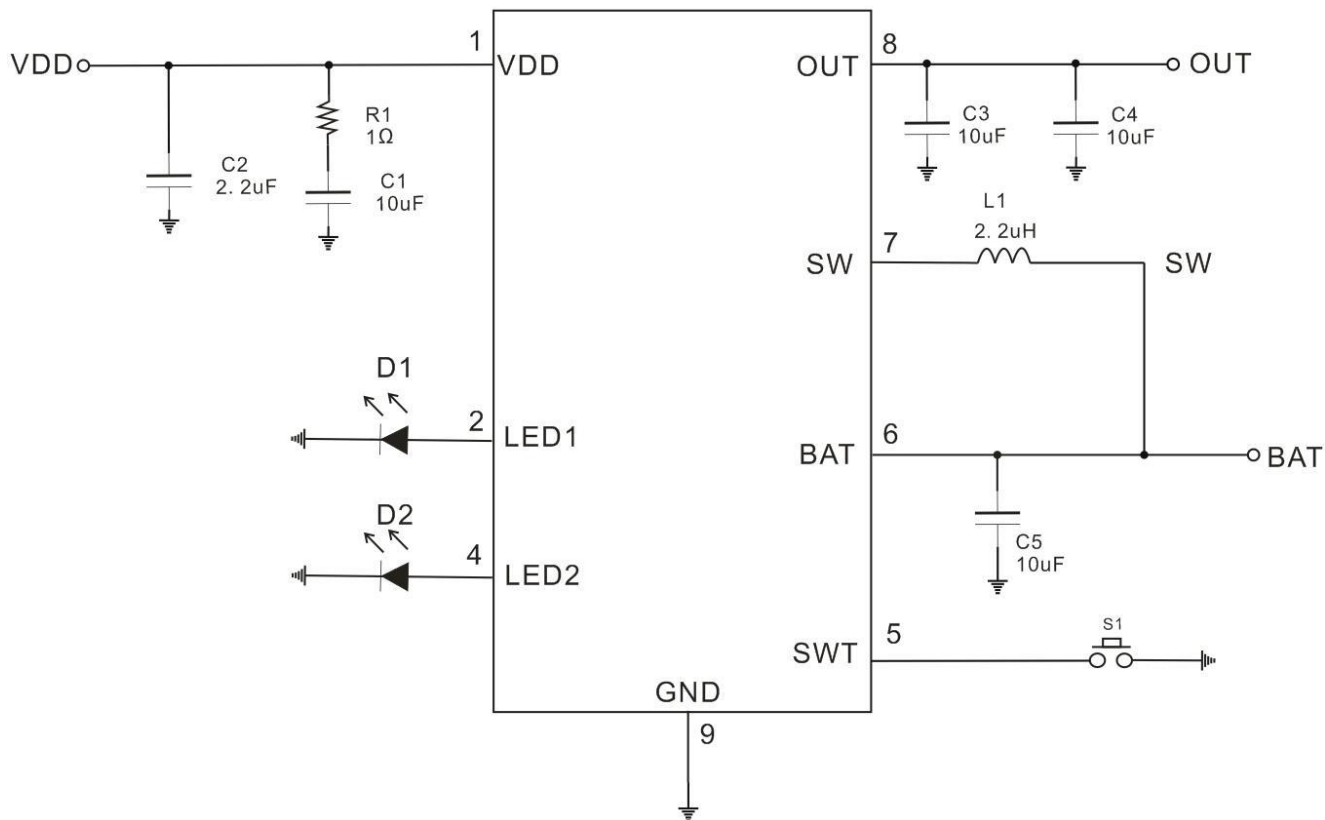 VDD
1
VDD
R1
1Ω
C2
2. 2uF
C1
10uF
D1
2
LED1
D2
4
LED2
GND
9
8
OUT
OUT
C3
10uF
C4
10uF
L1
2. 2uH
7
SW
SW
6
BAT
BAT
C5
10uF
5
SWT
S1